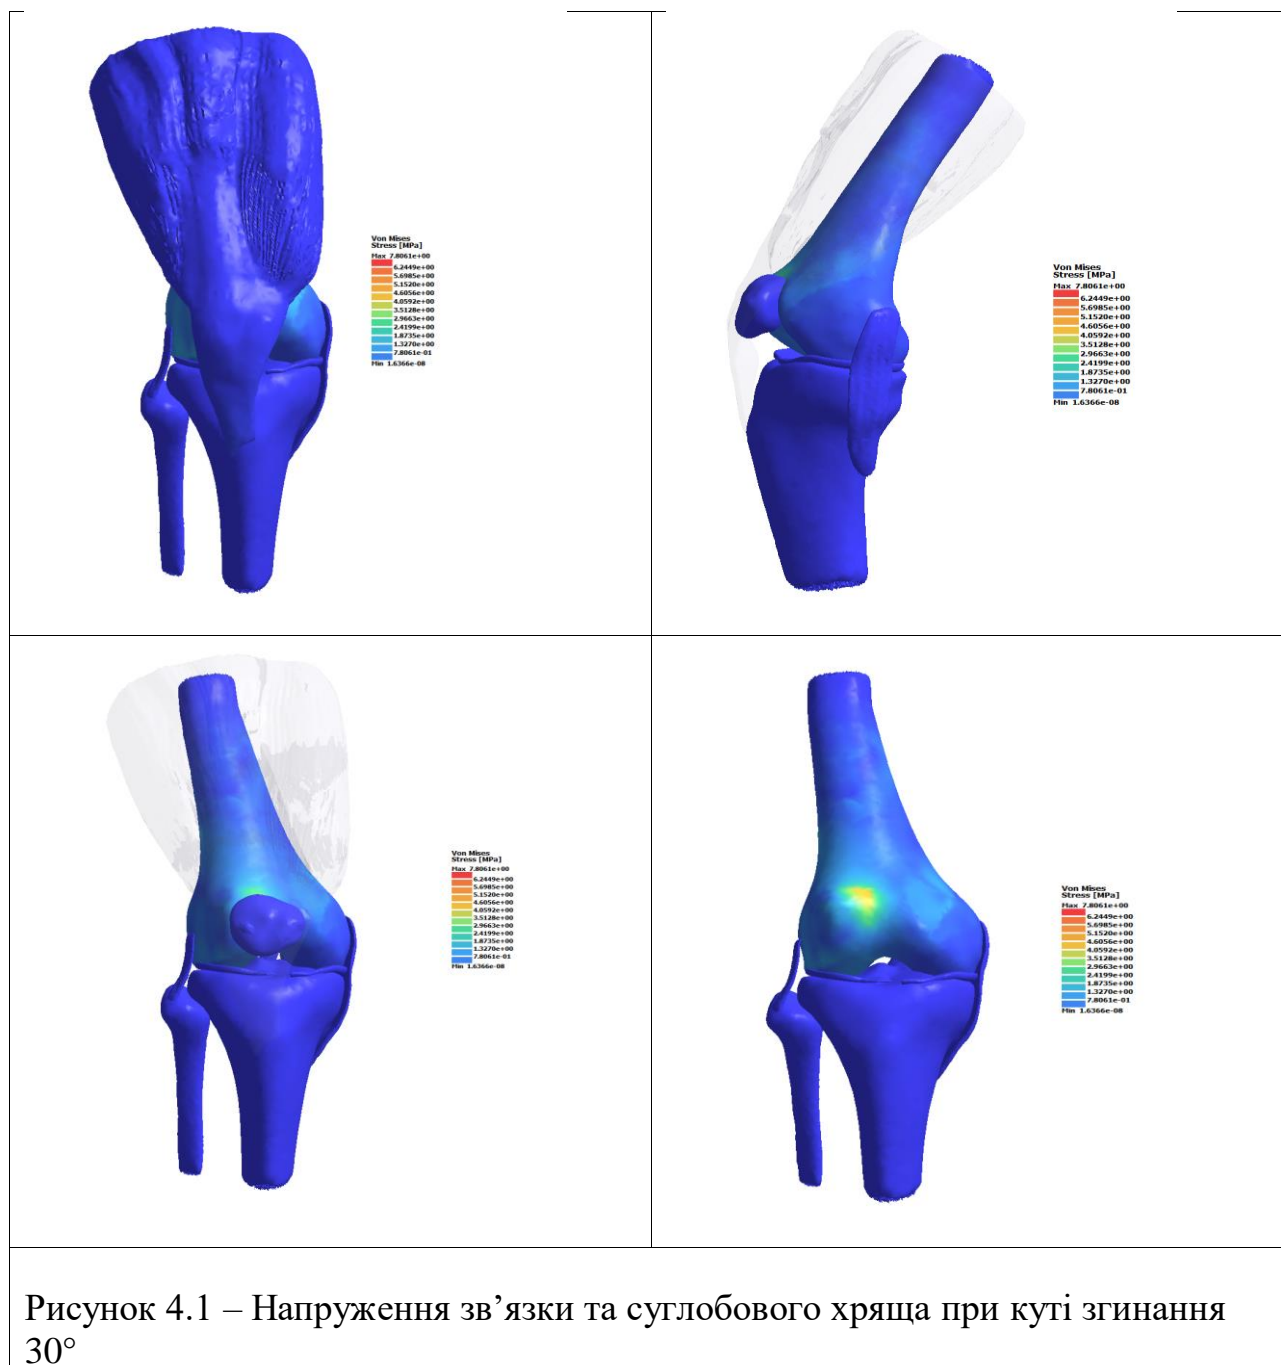 Von Mises
Stress [MPa]
Max 7.8061e+00
6.2449e+00
5.6985e+00
5.1520e+00
4.6056e+00
4.0592e+00
3.5128e+00
2.9663e+00
2.4199e+00
1.8735e+00
1.3270e+00
7.8061e-01
Min 1.6366e-08
Von Mises
Stress [MPa]
Max 7.8061e+00
6.2449e+00
5.6985e+00
5.1520e+00
4.6056e+00
4.0592e+00
3.5128e+00
2.9663e+00
2.4199e+00
1.8735e+00
1.3270e+00
7.8061e-01
Min 1.6366e-08
Von Mises
Stress [MPa]
Max 7.8061e+00
6.2449e+00
5.6985e+00
5.1520e+00
4.6056e+00
4.0592e+00
3.5128e+00
2.9663e+00
2.4199e+00
1.8735e+00
1.3270e+00
7.8061e-01
Min 1.6366e-08
Von Mises
Stress [MPa]
Max 7.8061e+00
6.2449e+00
5.6985e+00
5.1520e+00
4.6056e+00
4.0592e+00
3.5128e+00
2.9663e+00
2.4199e+00
1.8735e+00
1.3270e+00
7.8061e-01
Min 1.6366e-08
Рисунок 4.1 – Напруження зв’язки та суглобового хряща при куті згинання
30°